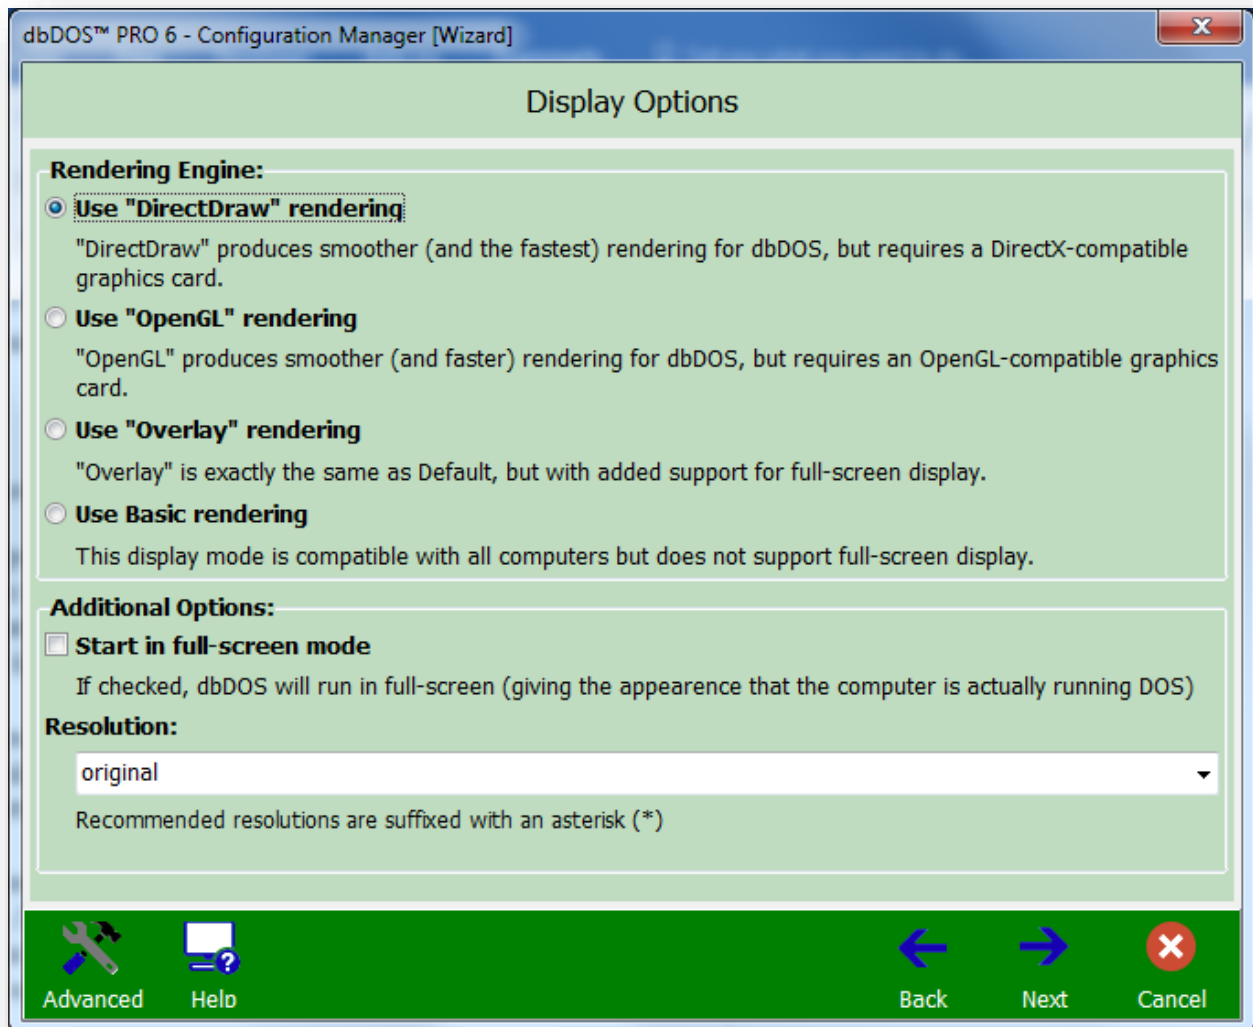 dbDOS™ PRO 6 - Configuration Manager [Wizard]
Display Options
Rendering Engine:
Use "DirectDraw" rendering
"DirectDraw" produces smoother (and the fastest) rendering for dbDOS, but requires a DirectX-compatible
graphics card.
Use "OpenGL" rendering
"OpenGL" produces smoother (and faster) rendering for dbDOS, but requires an OpenGL-compatible graphics
card.
Use "Overlay" rendering
"Overlay" is exactly the same as Default, but with added support for full-screen display.
Use Basic rendering
This display mode is compatible with all computers but does not support full-screen display.
Additional Options:
Start in full-screen mode
If checked, dbDOS will run in full-screen (giving the appearence that the computer is actually running DOS)
Resolution:
original
Recommended resolutions are suffixed with an asterisk (*)
Advanced Help Back Next Cancel